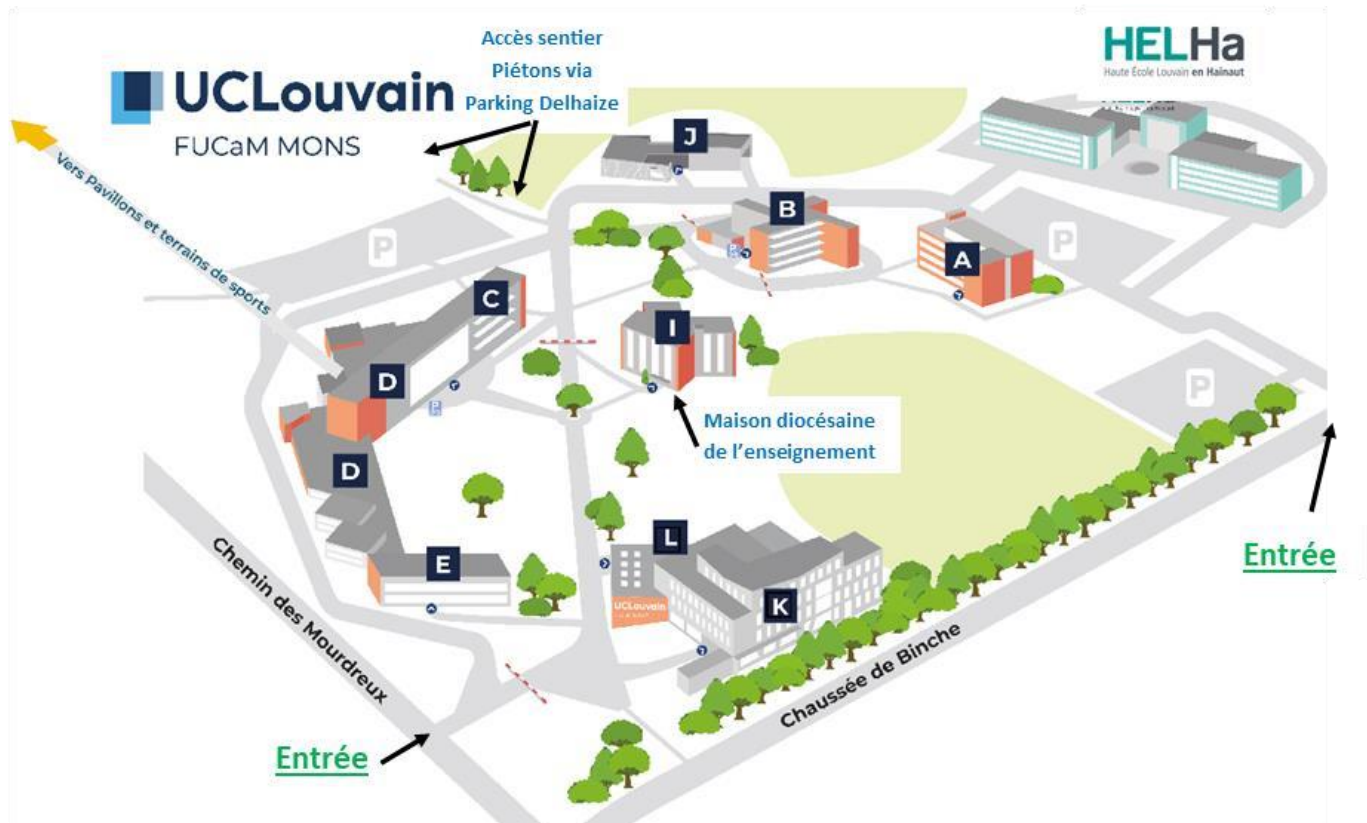 Accès sentier
Piétons via
Parking Delhaize
UCLouvain
FUCaM MONS
HELHa
Haute École Louvain en Hainaut
HELHa
Vers Pavillons et terrains de sports
J
B
A
P
P
C
I
D
P
Maison diocésaine
de l'enseignement
D
Entrée
L
E
UCLouvain
K
Chemin des Mourdreux
Chaussée de Binche
Entrée